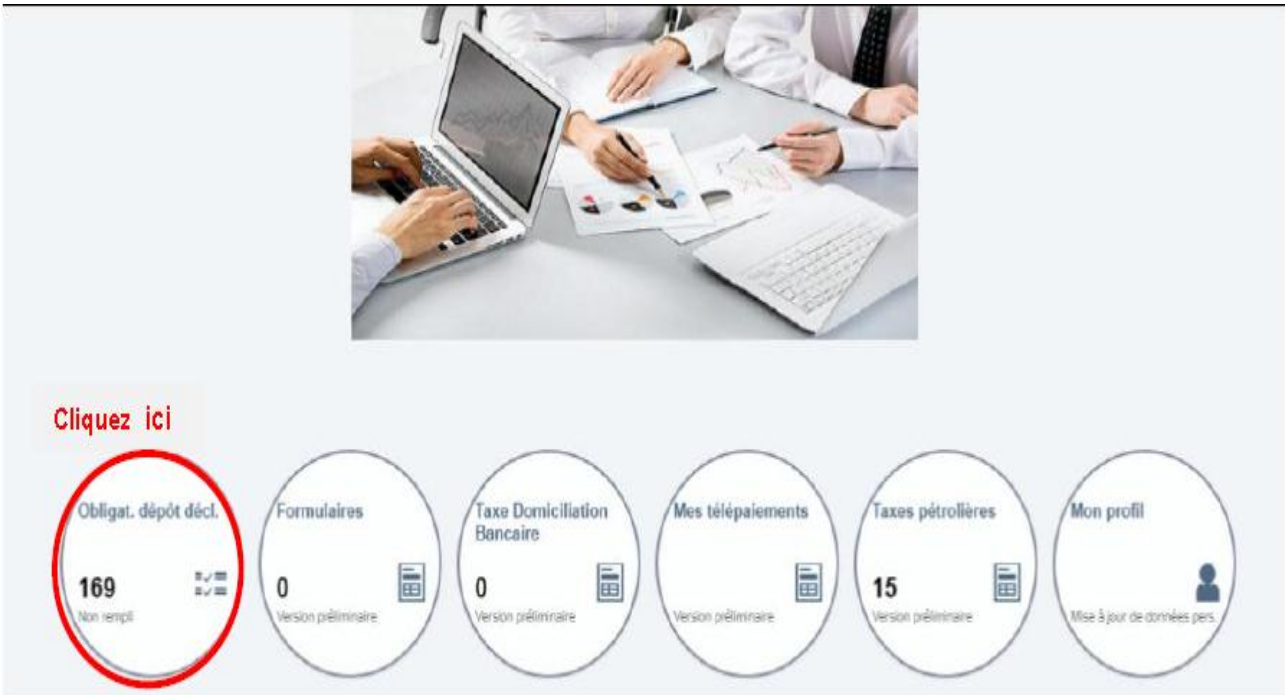 Cliquez ici
Obligat. dépôt décl.
169
Non rempli
Formulaires
0
Version préliminaire
Taxe Domiciliation
Bancaire
0
Version préliminaire
Mes télépaiements
Version préliminaire
Taxes pétrolières
15
Version préliminaire
Mon profil
Mise à jour de données pers.